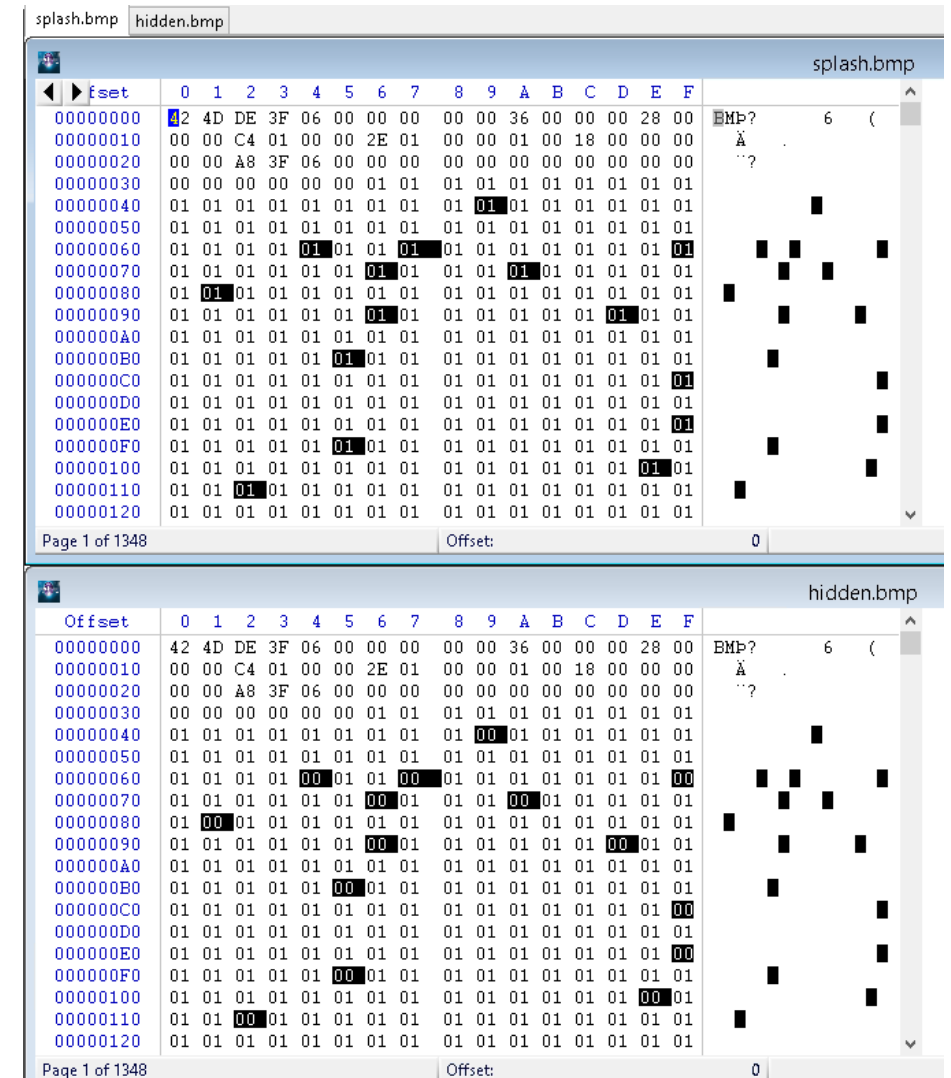 splash.bmp hidden.bmp
splash.bmp
fset 0 1 2 3 4 5 6 7 8 9 A B C D E F
00000000 42 4D DE 3F 06 00 00 00 00 00 36 00 00 00 28 00 BMÞ? 6 (
00000010 00 00 C4 01 00 00 2E 01 00 00 01 00 18 00 00 00 Ä .
00000020 00 00 A8 3F 06 00 00 00 00 00 00 00 00 00 00 00 ¨?
00000030 00 00 00 00 00 00 01 01 01 01 01 01 01 01 01 01
00000040 01 01 01 01 01 01 01 01 01 01 01 01 01 01 01 01
00000050 01 01 01 01 01 01 01 01 01 01 01 01 01 01 01 01
00000060 01 01 01 01 01 01 01 01 01 01 01 01 01 01 01 01
00000070 01 01 01 01 01 01 01 01 01 01 01 01 01 01 01 01
00000080 01 01 01 01 01 01 01 01 01 01 01 01 01 01 01 01
00000090 01 01 01 01 01 01 01 01 01 01 01 01 01 01 01 01
000000A0 01 01 01 01 01 01 01 01 01 01 01 01 01 01 01 01
000000B0 01 01 01 01 01 01 01 01 01 01 01 01 01 01 01 01
000000C0 01 01 01 01 01 01 01 01 01 01 01 01 01 01 01 01
000000D0 01 01 01 01 01 01 01 01 01 01 01 01 01 01 01 01
000000E0 01 01 01 01 01 01 01 01 01 01 01 01 01 01 01 01
000000F0 01 01 01 01 01 01 01 01 01 01 01 01 01 01 01 01
00000100 01 01 01 01 01 01 01 01 01 01 01 01 01 01 01 01
00000110 01 01 01 01 01 01 01 01 01 01 01 01 01 01 01 01
00000120 01 01 01 01 01 01 01 01 01 01 01 01 01 01 01 01
Page 1 of 1348 Offset: 0
hidden.bmp
Offset 0 1 2 3 4 5 6 7 8 9 A B C D E F
00000000 42 4D DE 3F 06 00 00 00 00 00 36 00 00 00 28 00 BMÞ? 6 (
00000010 00 00 C4 01 00 00 2E 01 00 00 01 00 18 00 00 00 Ä .
00000020 00 00 A8 3F 06 00 00 00 00 00 00 00 00 00 00 00 ¨?
00000030 00 00 00 00 00 00 01 01 01 01 01 01 01 01 01 01
00000040 01 01 01 01 01 01 01 01 01 00 01 01 01 01 01 01
00000050 01 01 01 01 01 01 01 01 01 01 01 01 01 01 01 01
00000060 01 01 01 01 00 01 01 00 01 01 01 01 01 01 01 00
00000070 01 01 01 01 01 01 00 01 01 01 00 01 01 01 01 01
00000080 01 00 01 01 01 01 01 01 01 01 01 01 01 01 01 01
00000090 01 01 01 01 01 01 00 01 01 01 01 01 01 00 01 01
000000A0 01 01 01 01 01 01 01 01 01 01 01 01 01 01 01 01
000000B0 01 01 01 01 01 00 01 01 01 01 01 01 01 01 01 01
000000C0 01 01 01 01 01 01 01 01 01 01 01 01 01 01 01 00
000000D0 01 01 01 01 01 01 01 01 01 01 01 01 01 01 01 01
000000E0 01 01 01 01 01 01 01 01 01 01 01 01 01 01 01 00
000000F0 01 01 01 01 01 00 01 01 01 01 01 01 01 01 01 01
00000100 01 01 01 01 01 01 01 01 01 01 01 01 01 01 00 01
00000110 01 01 00 01 01 01 01 01 01 01 01 01 01 01 01 01
00000120 01 01 01 01 01 01 01 01 01 01 01 01 01 01 01 01
Page 1 of 1348 Offset: 0